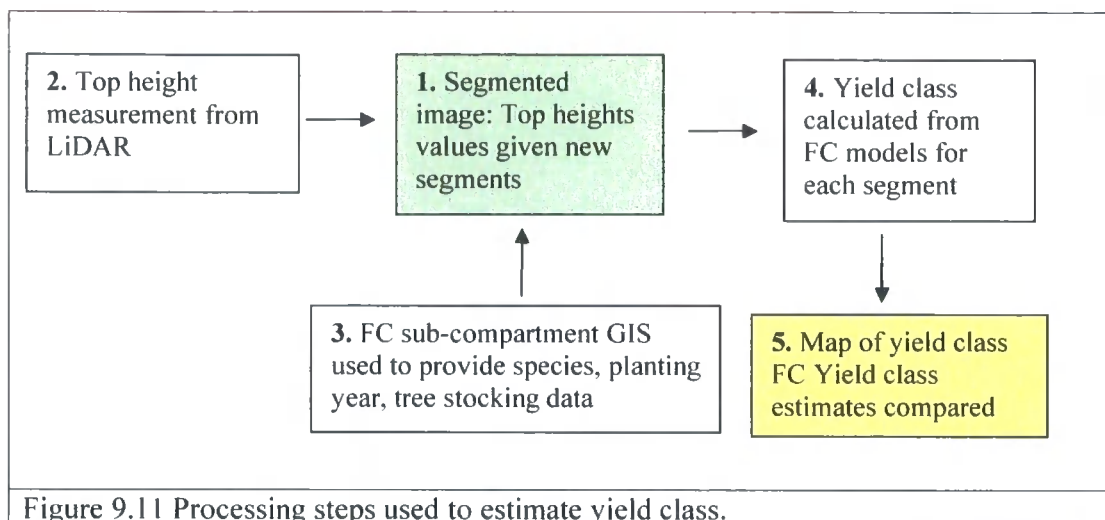 2. Top height
measurement from
LiDAR
1. Segmented
image: Top heights
values given new
segments
4. Yield class
calculated from
FC models for
each segment
3. FC sub-compartment GIS
used to provide species, planting
year, tree stocking data
5. Map of yield class
FC Yield class
estimates compared
Figure 9.11 Processing steps used to estimate yield class.